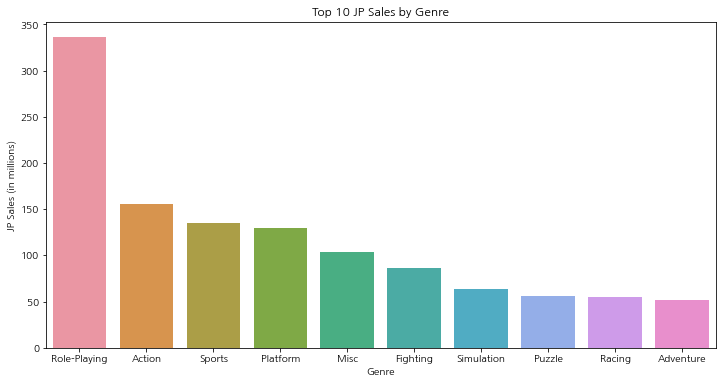 Top 10 JP Sales by Genre
JP Sales (in millions)
350
300
250
200
150
100
50
0
Role-Playing Action Sports Platform Misc Fighting Simulation Puzzle Racing Adventure
Genre